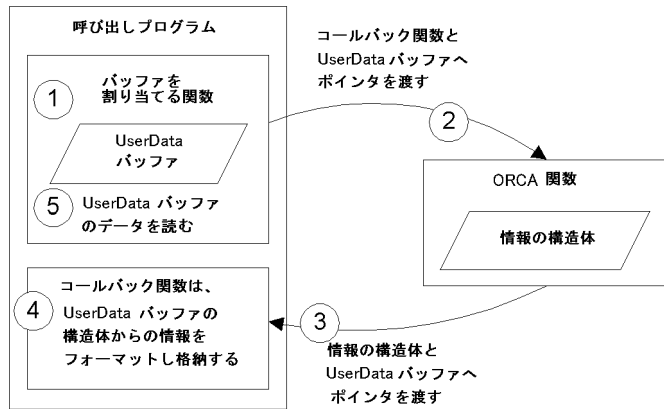 呼び出しプログラム
1
バッファを
割り当てる関数
UserData
バッファ
5
UserData バッファ
のデータを読む
コールバック関数と
UserData バッファへ
ポインタを渡す
2
ORCA 関数
情報の構造体
3
情報の構造体と
UserData バッファへ
ポインタを渡す
4
コールバック関数は、
UserData バッファの
構造体からの情報を
フォーマットし格納する